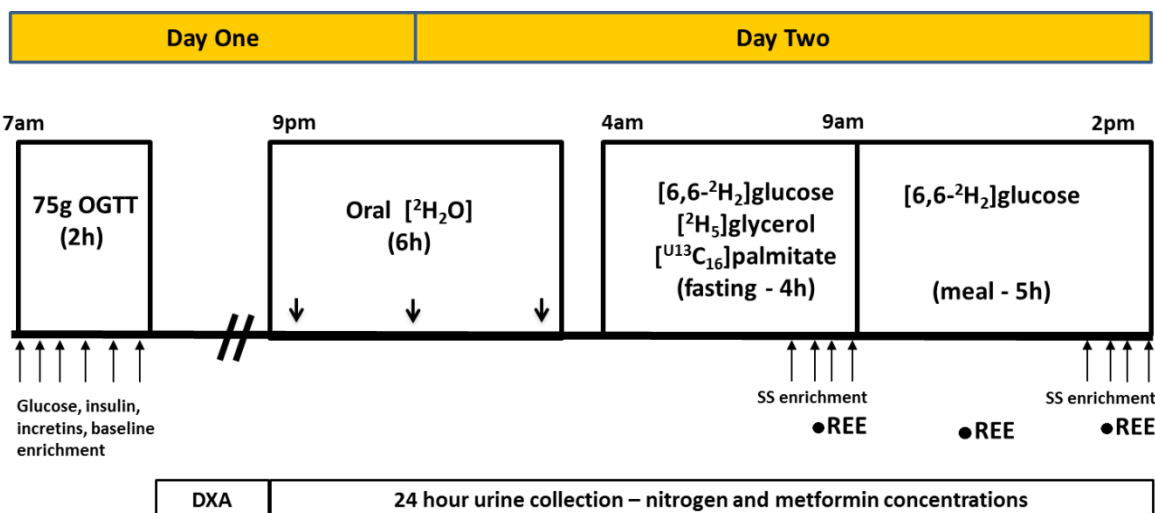 Day One
Day Two
7am
9pm
4am
9am
2pm
75g OGTT
(2h)
Oral [²H₂O]
(6h)
[6,6-²H₂]glucose
[²H₅]glycerol
[ᵁ¹³C₁₆]palmitate
(fasting - 4h)
[6,6-²H₂]glucose
(meal - 5h)
Glucose, insulin,
incretins, baseline
enrichment
SS enrichment
●REE
●REE
SS enrichment
●REE
DXA
24 hour urine collection – nitrogen and metformin concentrations